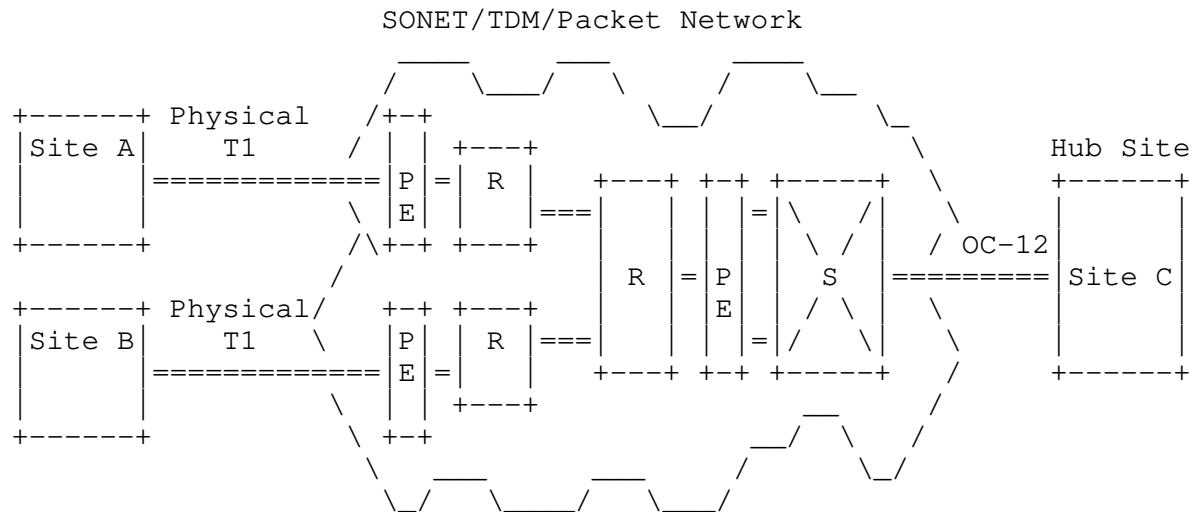 SONET/TDM/Packet Network
Physical
Site A T1 Hub Site
P R
E
OC-12
R P S Site C
Physical E
Site B T1 P R
E